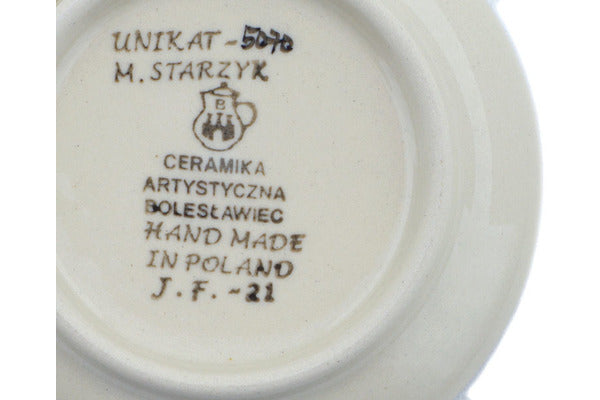 UNIKAT-5070
M. STARZYK
B
CERAMIKA
ARTYSTYCZNA
BOLESŁAWIEC
HAND MADE
IN POLAND
J.F.-21